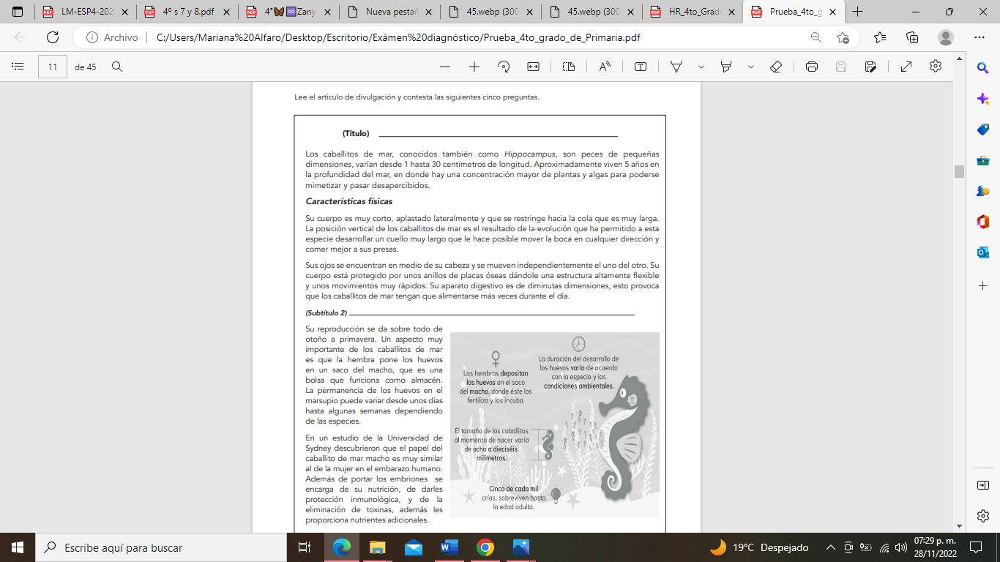 LM-ESP4-202
4º s 7 y 8.pdf
4°🦋♾️Zany
Nueva pestañ
45.webp (300
45.webp (300
HR_4to_Grado
Prueba_4to_g
Archivo
C:/Users/Mariana%20Alfaro/Desktop/Escritorio/Exámen%20diagnóstico/Prueba_4to_grado_de_Primaria.pdf
11 de 45
Lee el artículo de divulgación y contesta las siguientes cinco preguntas.
(Título)
Los caballitos de mar, conocidos también como Hippocampus, son peces de pequeñas
dimensiones, varían desde 1 hasta 30 centímetros de longitud. Aproximadamente viven 5 años en
la profundidad del mar, en donde hay una concentración mayor de plantas y algas para poderse
mimetizar y pasar desapercibidos.
Características físicas
Su cuerpo es muy corto, aplastado lateralmente y que se restringe hacia la cola que es muy larga.
La posición vertical de los caballitos de mar es el resultado de la evolución que ha permitido a esta
especie desarrollar un cuello muy largo que le hace posible mover la boca en cualquier dirección y
comer mejor a sus presas.
Sus ojos se encuentran en medio de su cabeza y se mueven independientemente el uno del otro. Su
cuerpo está protegido por unos anillos de placas óseas dándole una estructura altamente flexible
y unos movimientos muy rápidos. Su aparato digestivo es de diminutas dimensiones, esto provoca
que los caballitos de mar tengan que alimentarse más veces durante el día.
(Subtítulo 2)
Su reproducción se da sobre todo de
otoño a primavera. Un aspecto muy
importante de los caballitos de mar
es que la hembra pone los huevos
en un saco del macho, que es una
bolsa que funciona como almacén.
La permanencia de los huevos en el
marsupio puede variar desde unos días
hasta algunas semanas dependiendo
de las especies.
En un estudio de la Universidad de
Sydney descubrieron que el papel del
caballito de mar macho es muy similar
al de la mujer en el embarazo humano.
Además de portar los embriones se
encarga de su nutrición, de darles
protección inmunológica, y de la
eliminación de toxinas, además les
proporciona nutrientes adicionales.
Las hembras depositan
los huevos en el saco
del macho, donde éste los
fertiliza y los incuba.
La duración del desarrollo de
los huevos varía de acuerdo
con la especie y las
condiciones ambientales.
El tamaño de los caballitos
al momento de nacer varía
de ocho a dieciséis
milímetros.
Cinco de cada mil
crías, sobreviven hasta
la edad adulta.
Escribe aquí para buscar
19°C Despejado
07:29 p. m.
28/11/2022